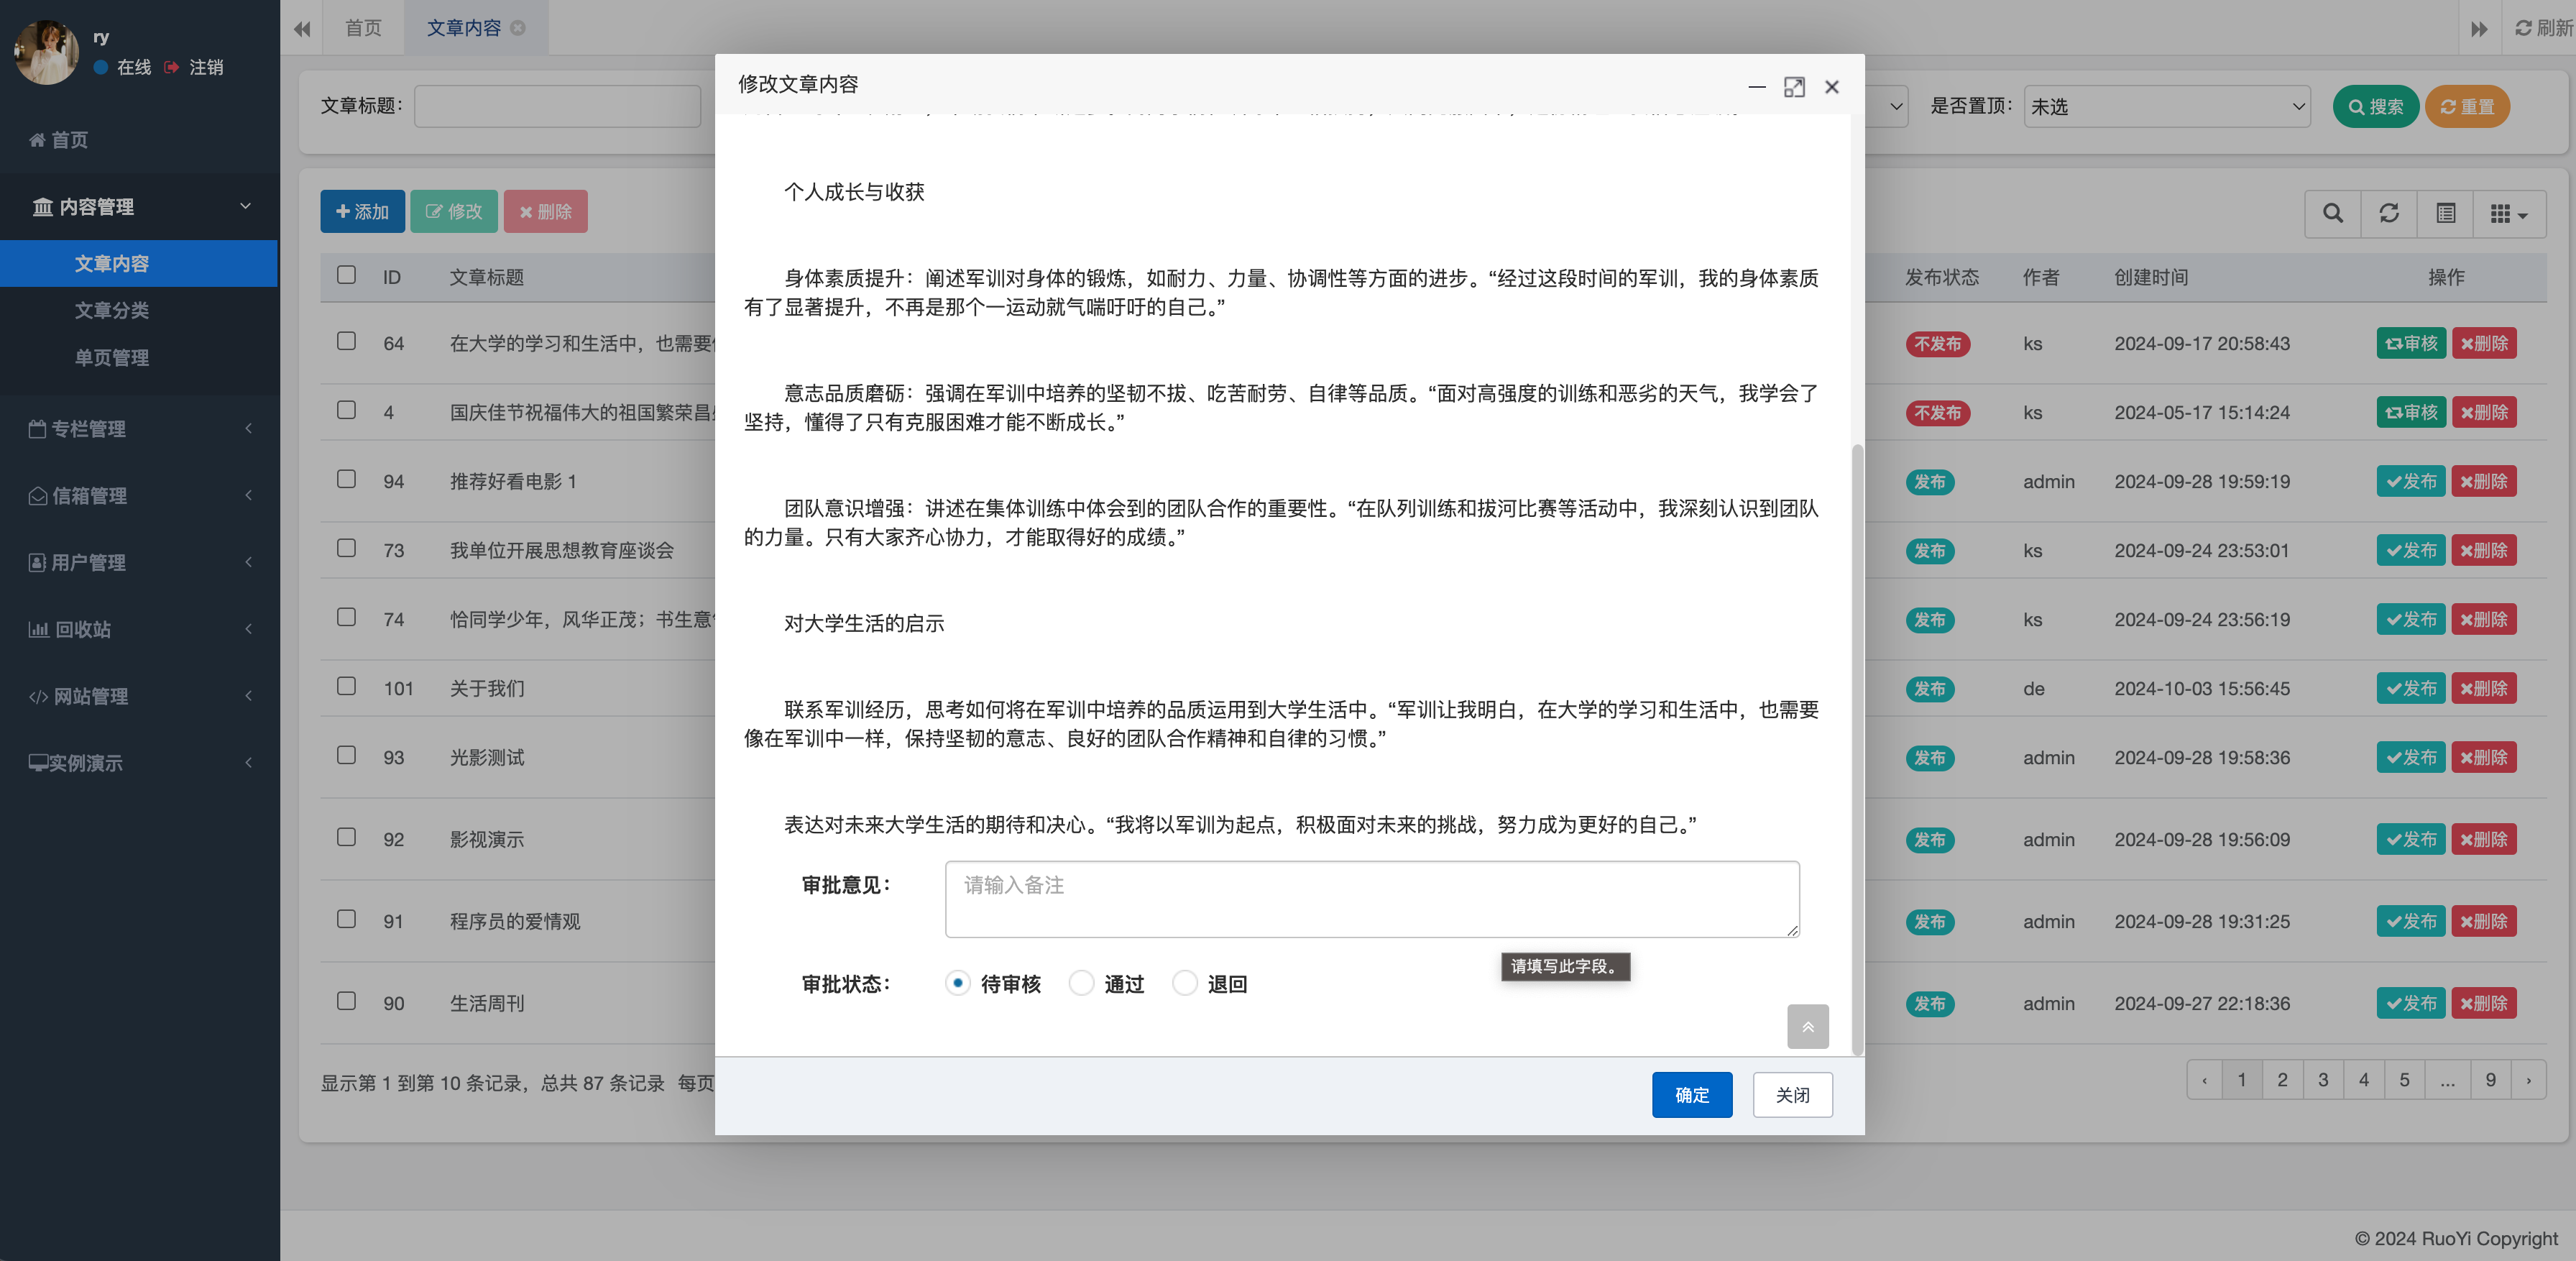 ry
在线 注销
首页
内容管理
文章内容
文章分类
单页管理
专栏管理
信箱管理
用户管理
回收站
网站管理
实例演示
首页
文章内容
刷新
文章标题：
是否置顶：
未选
搜索
重置
添加
修改
删除
ID 文章标题
发布状态 作者 创建时间 操作
64 在大学的学习和生活中，也需要
不发布 ks 2024-09-17 20:58:43 审核 删除
4 国庆佳节祝福伟大的祖国繁荣昌
不发布 ks 2024-05-17 15:14:24 审核 删除
94 推荐好看电影 1
发布 admin 2024-09-28 19:59:19 发布 删除
73 我单位开展思想教育座谈会
发布 ks 2024-09-24 23:53:01 发布 删除
74 恰同学少年，风华正茂；书生意
发布 ks 2024-09-24 23:56:19 发布 删除
101 关于我们
发布 de 2024-10-03 15:56:45 发布 删除
93 光影测试
发布 admin 2024-09-28 19:58:36 发布 删除
92 影视演示
发布 admin 2024-09-28 19:56:09 发布 删除
91 程序员的爱情观
发布 admin 2024-09-28 19:31:25 发布 删除
90 生活周刊
发布 admin 2024-09-27 22:18:36 发布 删除
显示第 1 到第 10 条记录，总共 87 条记录 每页
‹ 1 2 3 4 5 ... 9 ›
修改文章内容
个人成长与收获
身体素质提升：阐述军训对身体的锻炼，如耐力、力量、协调性等方面的进步。“经过这段时间的军训，我的身体素质
有了显著提升，不再是那个一运动就气喘吁吁的自己。”
意志品质磨砺：强调在军训中培养的坚韧不拔、吃苦耐劳、自律等品质。“面对高强度的训练和恶劣的天气，我学会了
坚持，懂得了只有克服困难才能不断成长。”
团队意识增强：讲述在集体训练中体会到的团队合作的重要性。“在队列训练和拔河比赛等活动中，我深刻认识到团队
的力量。只有大家齐心协力，才能取得好的成绩。”
对大学生活的启示
联系军训经历，思考如何将在军训中培养的品质运用到大学生活中。“军训让我明白，在大学的学习和生活中，也需要
像在军训中一样，保持坚韧的意志、良好的团队合作精神和自律的习惯。”
表达对未来大学生活的期待和决心。“我将以军训为起点，积极面对未来的挑战，努力成为更好的自己。”
审批意见：
请输入备注
请填写此字段。
审批状态：
待审核 通过 退回
确定 关闭
© 2024 RuoYi Copyright